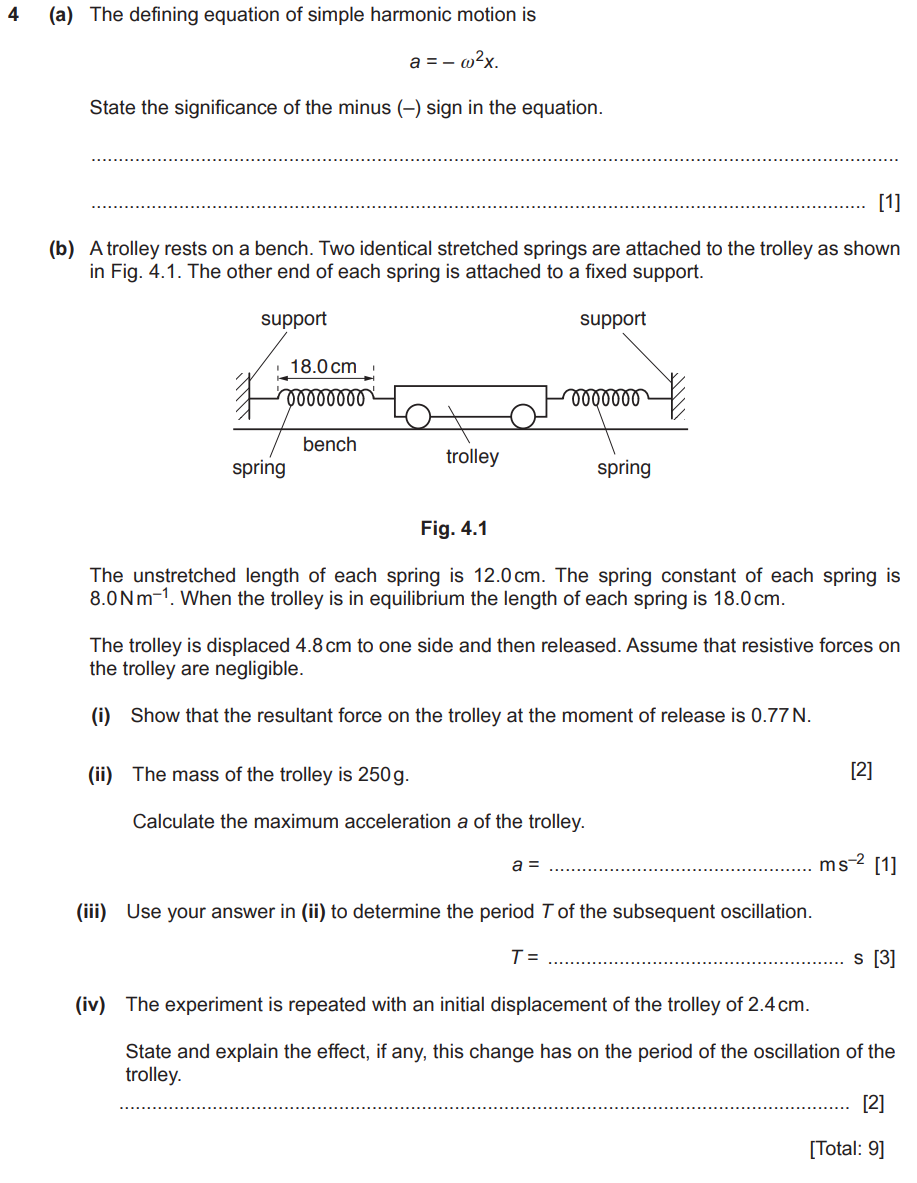 4 (a) The defining equation of simple harmonic motion is
a = – ω²x.
State the significance of the minus (–) sign in the equation.
..........................................................................................................................................
.................................................................................................................................. [1]
(b) A trolley rests on a bench. Two identical stretched springs are attached to the trolley as shown
in Fig. 4.1. The other end of each spring is attached to a fixed support.
support support
18.0 cm
bench
trolley
spring spring
Fig. 4.1
The unstretched length of each spring is 12.0 cm. The spring constant of each spring is
8.0 N m⁻¹. When the trolley is in equilibrium the length of each spring is 18.0 cm.
The trolley is displaced 4.8 cm to one side and then released. Assume that resistive forces on
the trolley are negligible.
(i) Show that the resultant force on the trolley at the moment of release is 0.77 N.
[2]
(ii) The mass of the trolley is 250 g.
Calculate the maximum acceleration a of the trolley.
a = ................................................ m s⁻² [1]
(iii) Use your answer in (ii) to determine the period T of the subsequent oscillation.
T = ...................................................... s [3]
(iv) The experiment is repeated with an initial displacement of the trolley of 2.4 cm.
State and explain the effect, if any, this change has on the period of the oscillation of the
trolley.
.................................................................................................................................. [2]
[Total: 9]